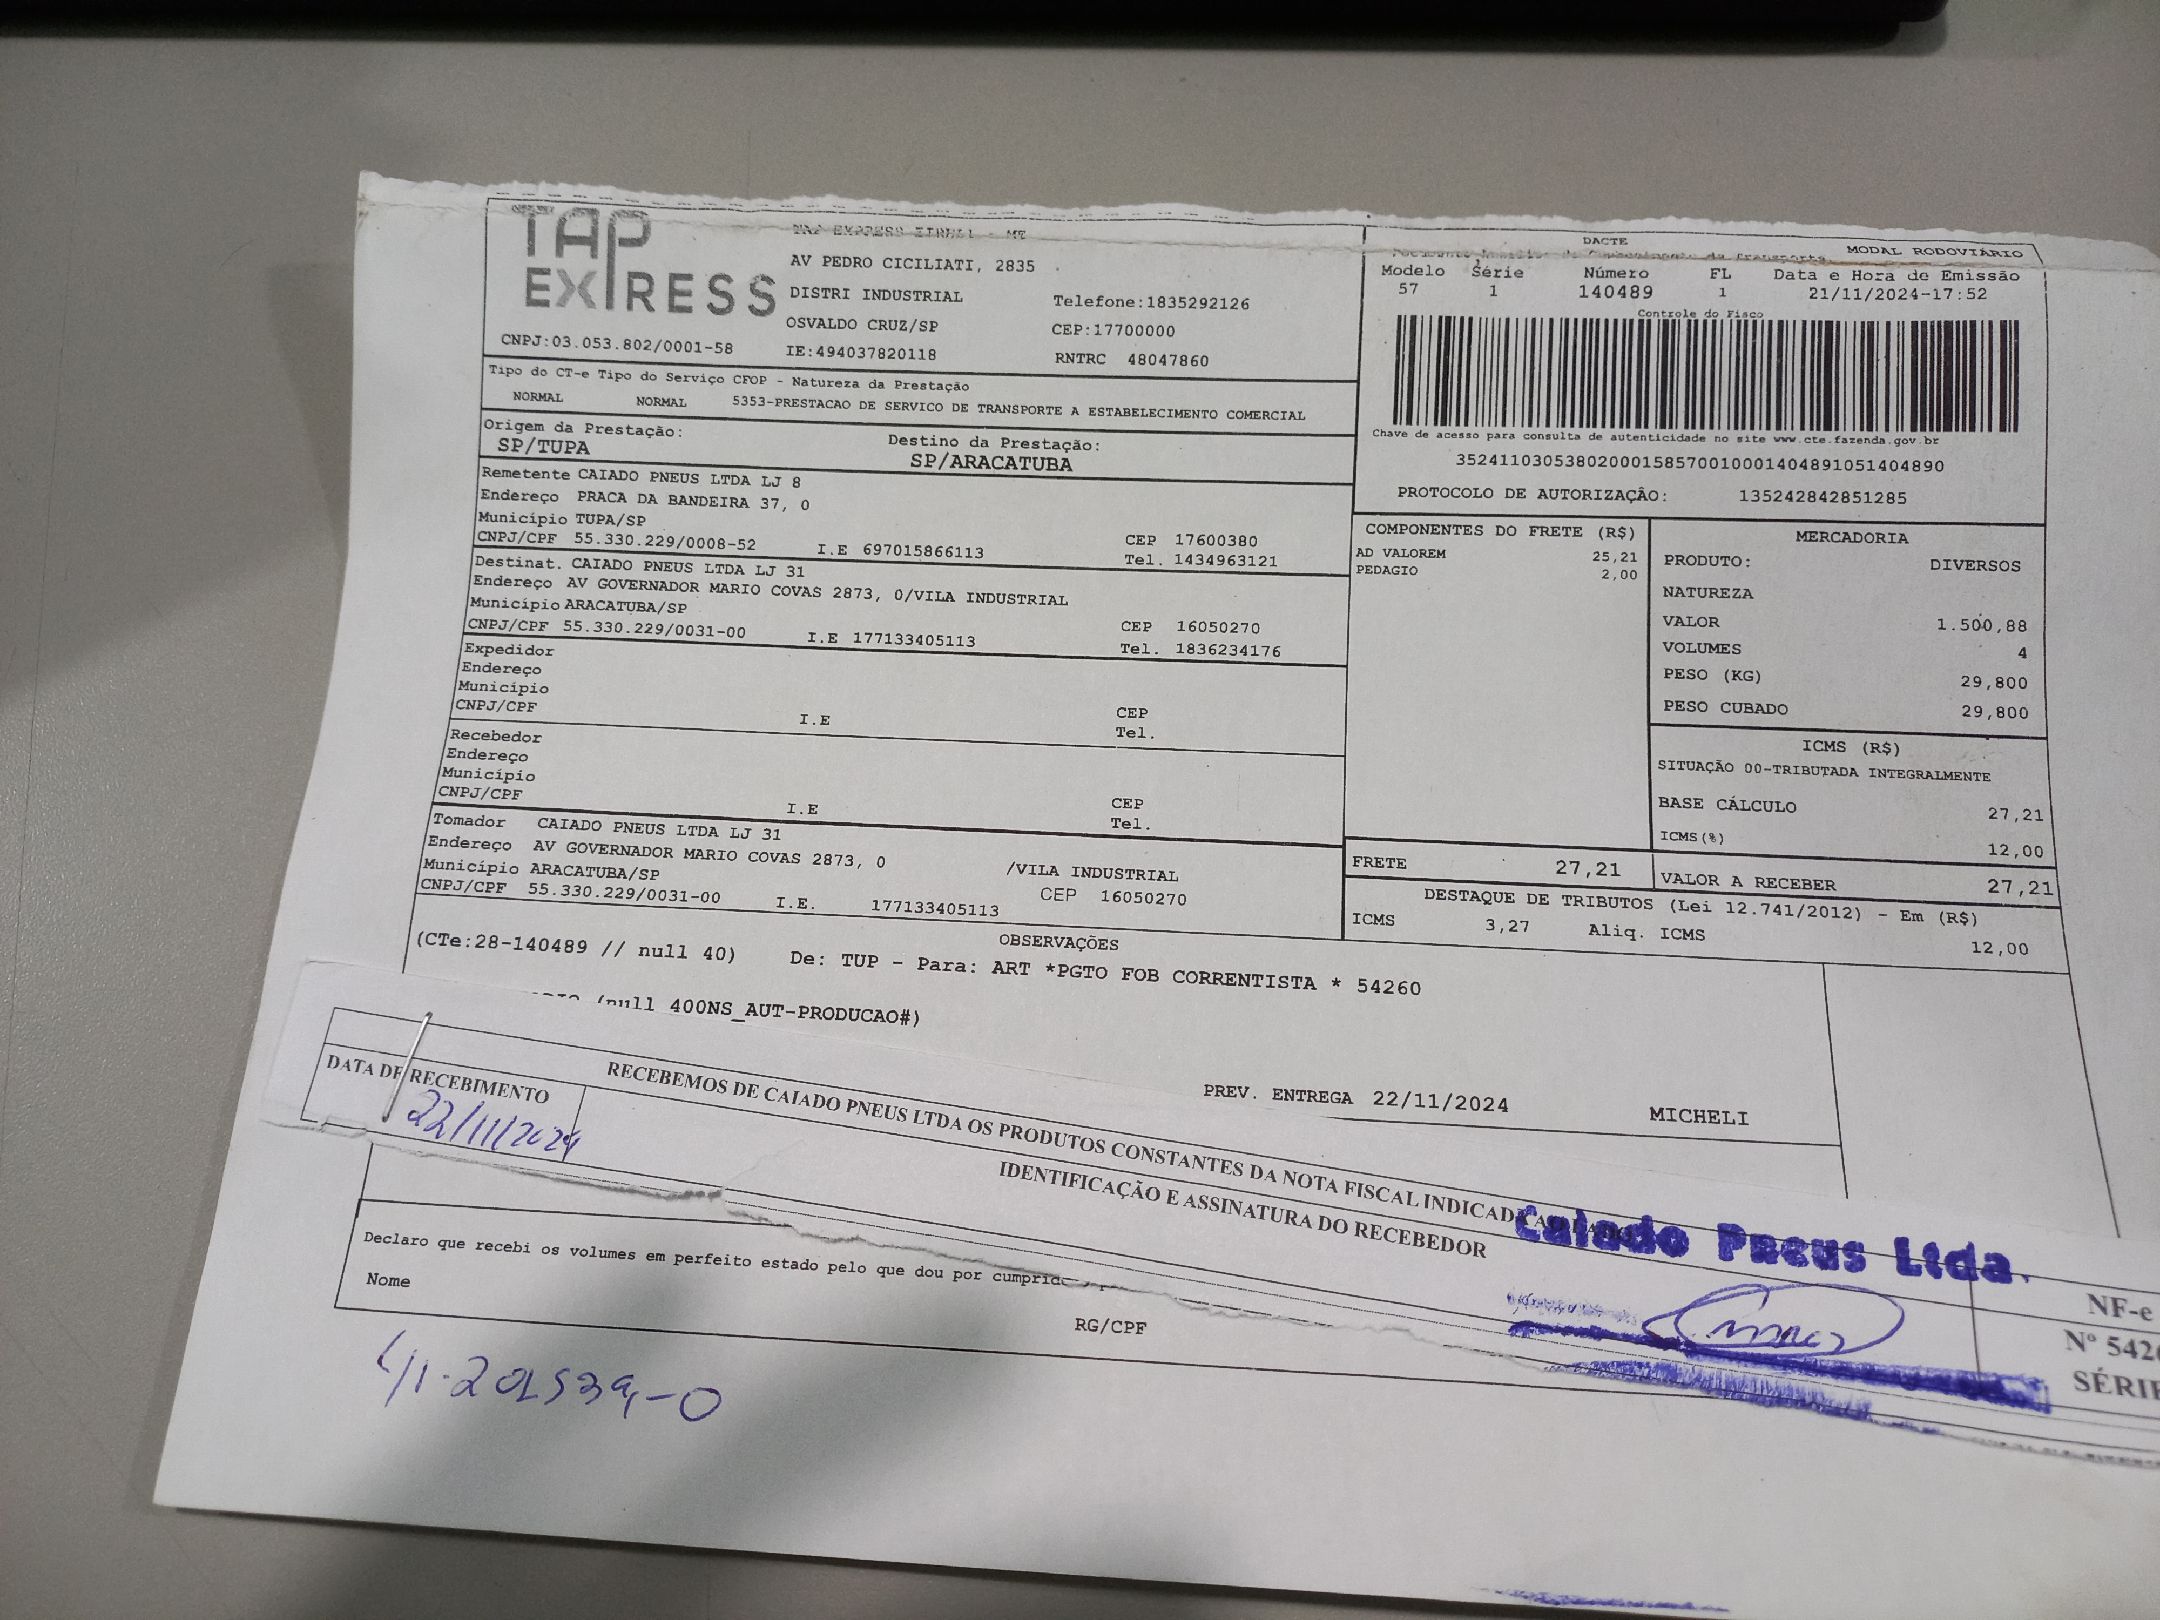 TAP EXPRESS
TAP EXPRESS EIRELI - ME
AV PEDRO CICILIATI, 2835
DISTRI INDUSTRIAL Telefone:1835292126
OSVALDO CRUZ/SP CEP:17700000
CNPJ:03.053.802/0001-58 IE:494037820118 RNTRC 48047860
DACTE MODAL RODOVIÁRIO
Modelo Série Número FL Data e Hora de Emissão
57 1 140489 1 21/11/2024-17:52
Controle do Fisco
Chave de acesso para consulta de autenticidade no site www.cte.fazenda.gov.br
35241103053802000158570010001404891051404890
PROTOCOLO DE AUTORIZAÇÃO: 135242842851285
Tipo do CT-e Tipo do Serviço CFOP - Natureza da Prestação
NORMAL NORMAL 5353-PRESTACAO DE SERVICO DE TRANSPORTE A ESTABELECIMENTO COMERCIAL
Origem da Prestação: Destino da Prestação:
SP/TUPA SP/ARACATUBA
Remetente CAIADO PNEUS LTDA LJ 8
Endereço PRACA DA BANDEIRA 37, 0
Município TUPA/SP CEP 17600380
CNPJ/CPF 55.330.229/0008-52 I.E 697015866113 Tel. 1434963121
Destinat. CAIADO PNEUS LTDA LJ 31
Endereço AV GOVERNADOR MARIO COVAS 2873, 0/VILA INDUSTRIAL
Município ARACATUBA/SP CEP 16050270
CNPJ/CPF 55.330.229/0031-00 I.E 177133405113 Tel. 1836234176
Expedidor
Endereço
Município CEP
CNPJ/CPF I.E Tel.
Recebedor
Endereço
Município CEP
CNPJ/CPF I.E Tel.
Tomador CAIADO PNEUS LTDA LJ 31
Endereço AV GOVERNADOR MARIO COVAS 2873, 0 /VILA INDUSTRIAL
Município ARACATUBA/SP CEP 16050270
CNPJ/CPF 55.330.229/0031-00 I.E. 177133405113
COMPONENTES DO FRETE (R$)
AD VALOREM 25,21
PEDAGIO 2,00
MERCADORIA
PRODUTO: DIVERSOS
NATUREZA
VALOR 1.500,88
VOLUMES 4
PESO (KG) 29,800
PESO CUBADO 29,800
ICMS (R$)
SITUAÇÃO 00-TRIBUTADA INTEGRALMENTE
BASE CÁLCULO 27,21
ICMS(%) 12,00
FRETE 27,21 VALOR A RECEBER 27,21
DESTAQUE DE TRIBUTOS (Lei 12.741/2012) - Em (R$)
ICMS 3,27 Aliq. ICMS 12,00
OBSERVAÇÕES
(CTe:28-140489 // null 40) De: TUP - Para: ART *PGTO FOB CORRENTISTA * 54260
(null 400NS_AUT-PRODUCAO#)
PREV. ENTREGA 22/11/2024 MICHELI
RECEBEMOS DE CAIADO PNEUS LTDA OS PRODUTOS CONSTANTES DA NOTA FISCAL INDICADA AO LADO
DATA DE RECEBIMENTO
22/11/2024
IDENTIFICAÇÃO E ASSINATURA DO RECEBEDOR
Caiado Pneus Ltda.
NF-e
Nº 542
SÉRIE
Declaro que recebi os volumes em perfeito estado pelo que dou por
Nome
RG/CPF